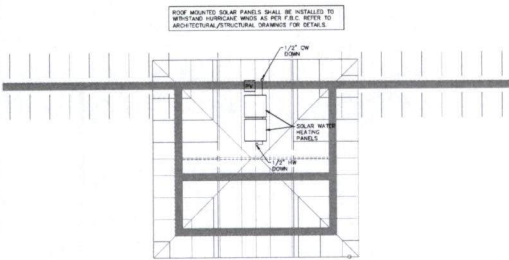 ROOF MOUNTED SOLAR PANELS SHALL BE INSTALLED TO
WITHSTAND HURRICANE WINDS AS PER F.B.C. REFER TO
ARCHITECTURAL/STRUCTURAL DRAWINGS FOR DETAILS.
1/2" CW
DOWN
PV
SOLAR WATER
HEATING
PANELS
1/2" HW
DOWN